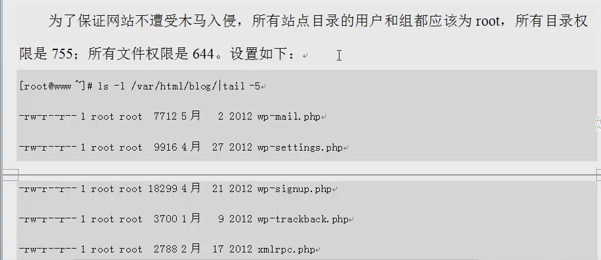 为了保证网站不遭受木马入侵，所有站点目录的用户和组都应该为 root，所有目录权
限是 755；所有文件权限是 644。设置如下：
[root@www ~]# ls -l /var/html/blog/|tail -5
-rw-r--r-- 1 root root  7712 5月   2 2012 wp-mail.php
-rw-r--r-- 1 root root  9916 4月  27 2012 wp-settings.php
-rw-r--r-- 1 root root 18299 4月  21 2012 wp-signup.php
-rw-r--r-- 1 root root  3700 1月   9 2012 wp-trackback.php
-rw-r--r-- 1 root root  2788 2月  17 2012 xmlrpc.php